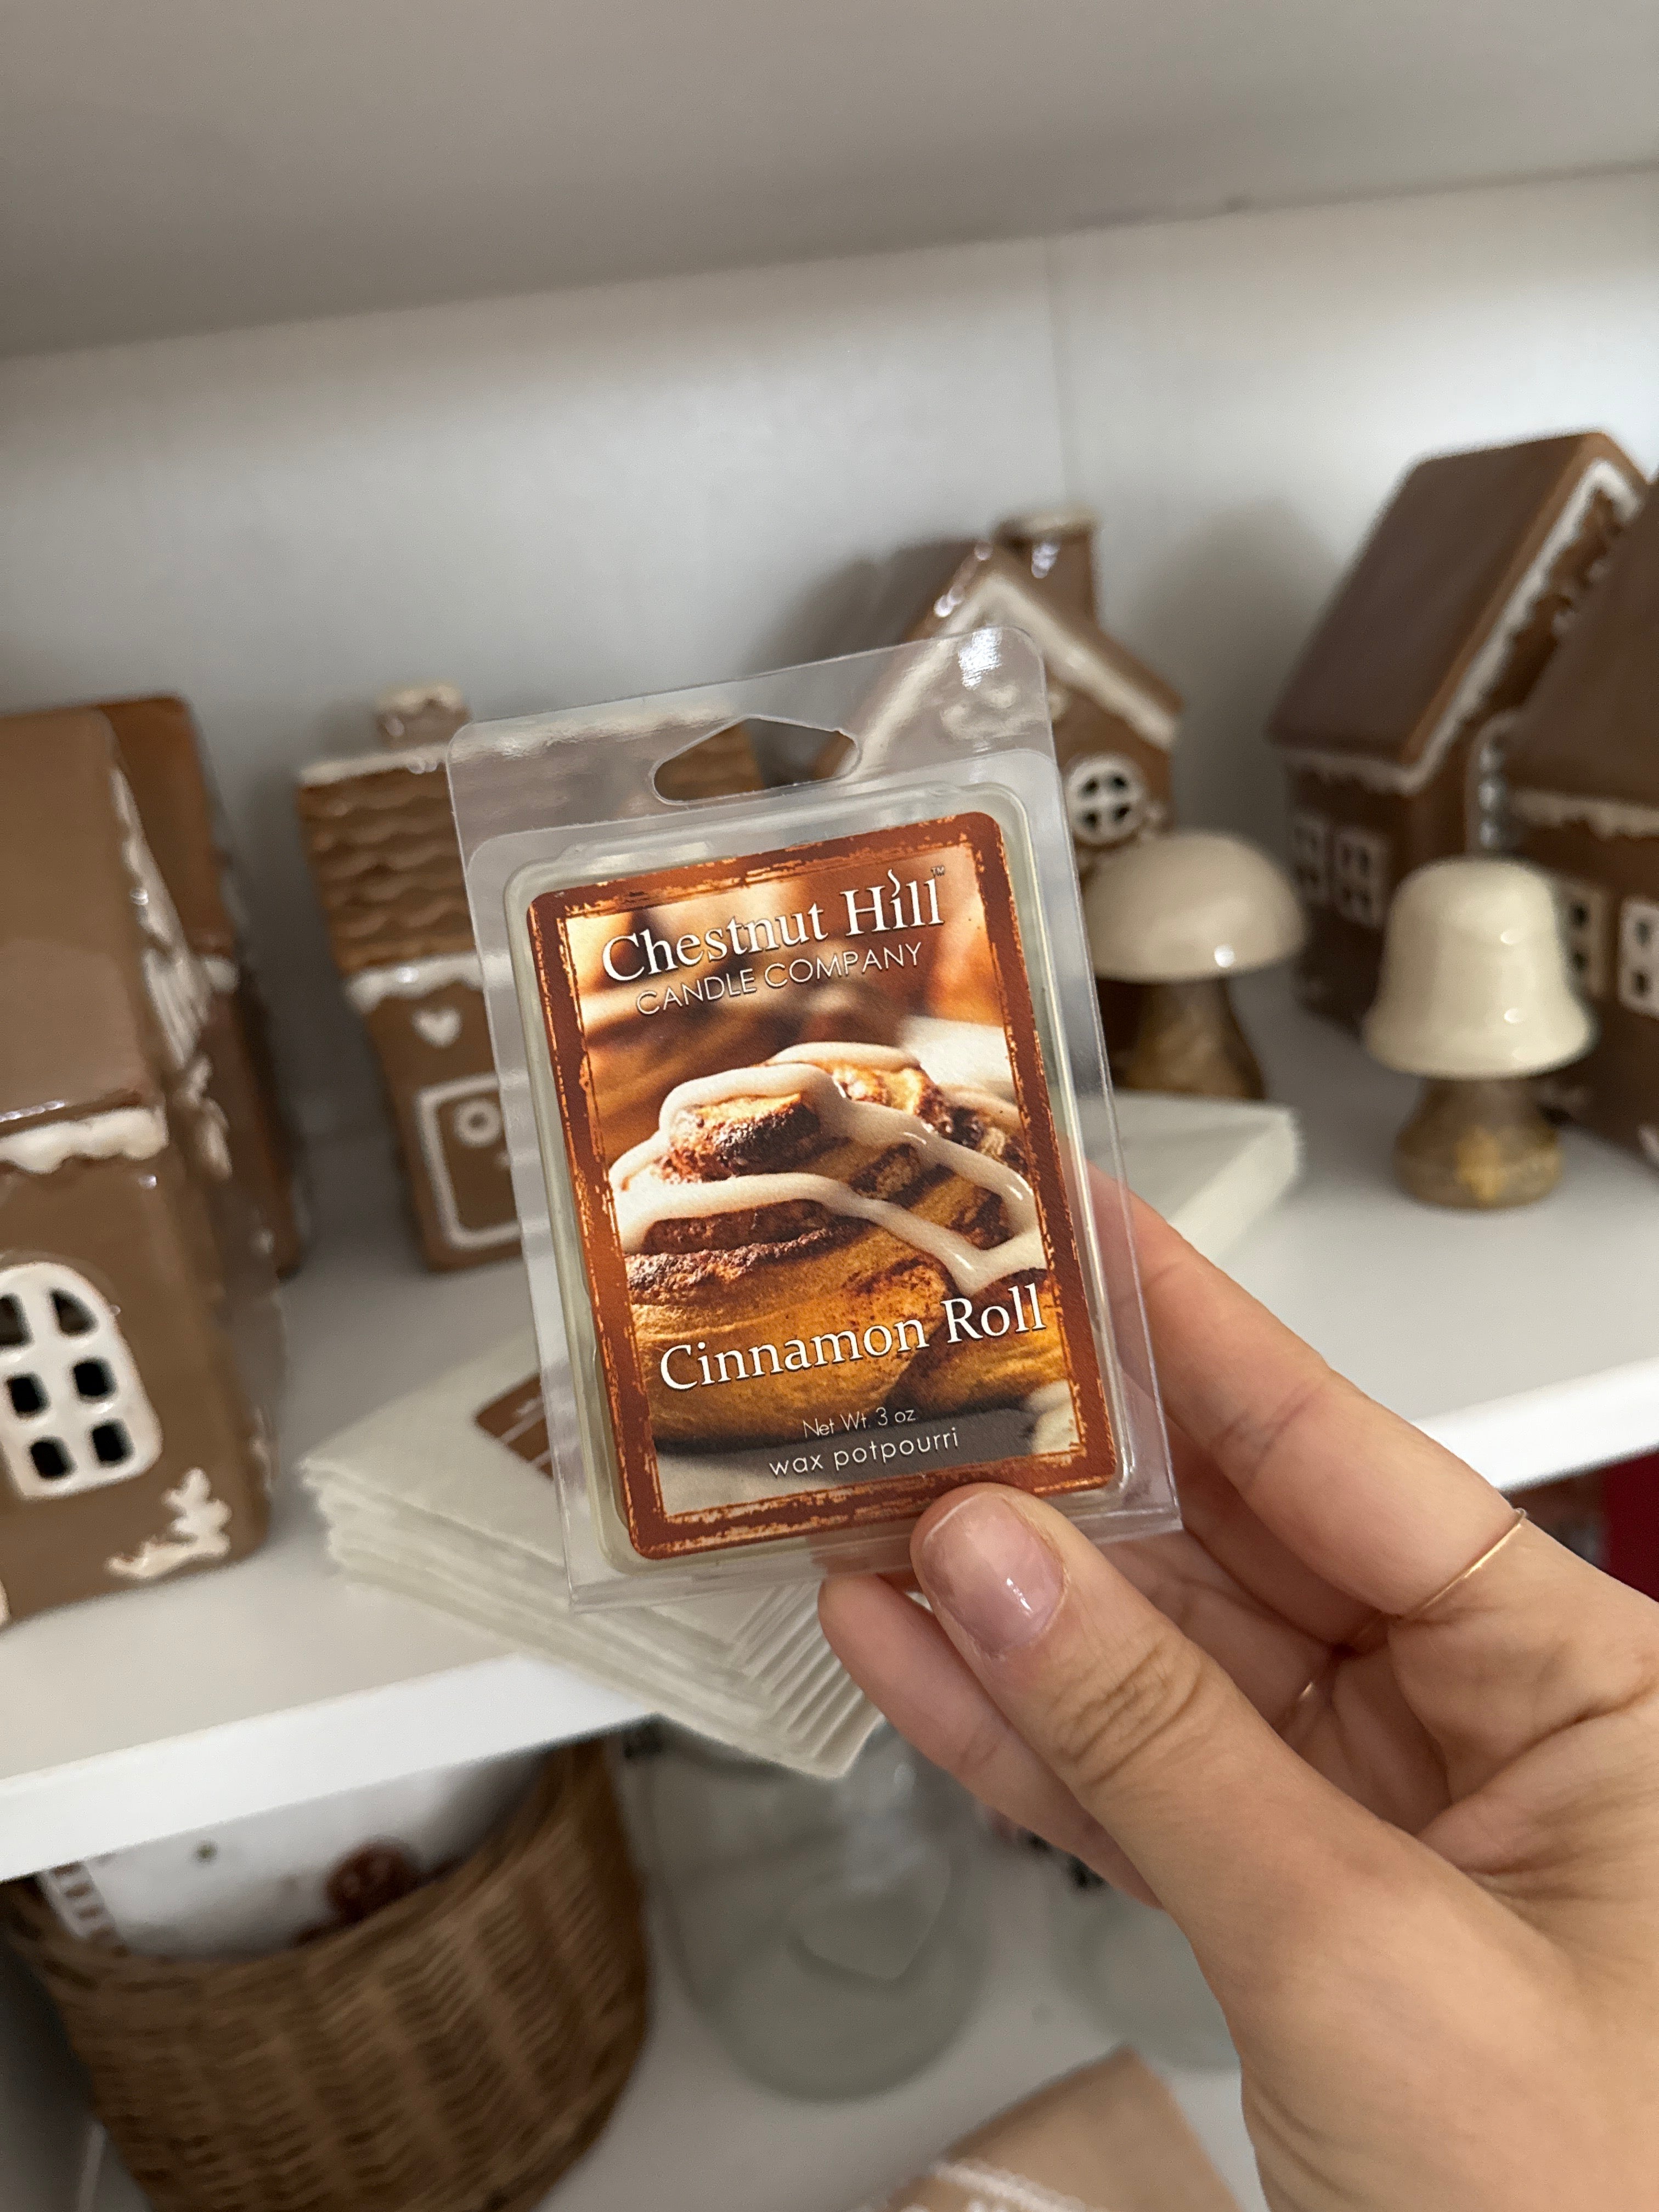 Chestnut Hill™
CANDLE COMPANY
Cinnamon Roll
Net Wt. 3 oz
wax potpourri